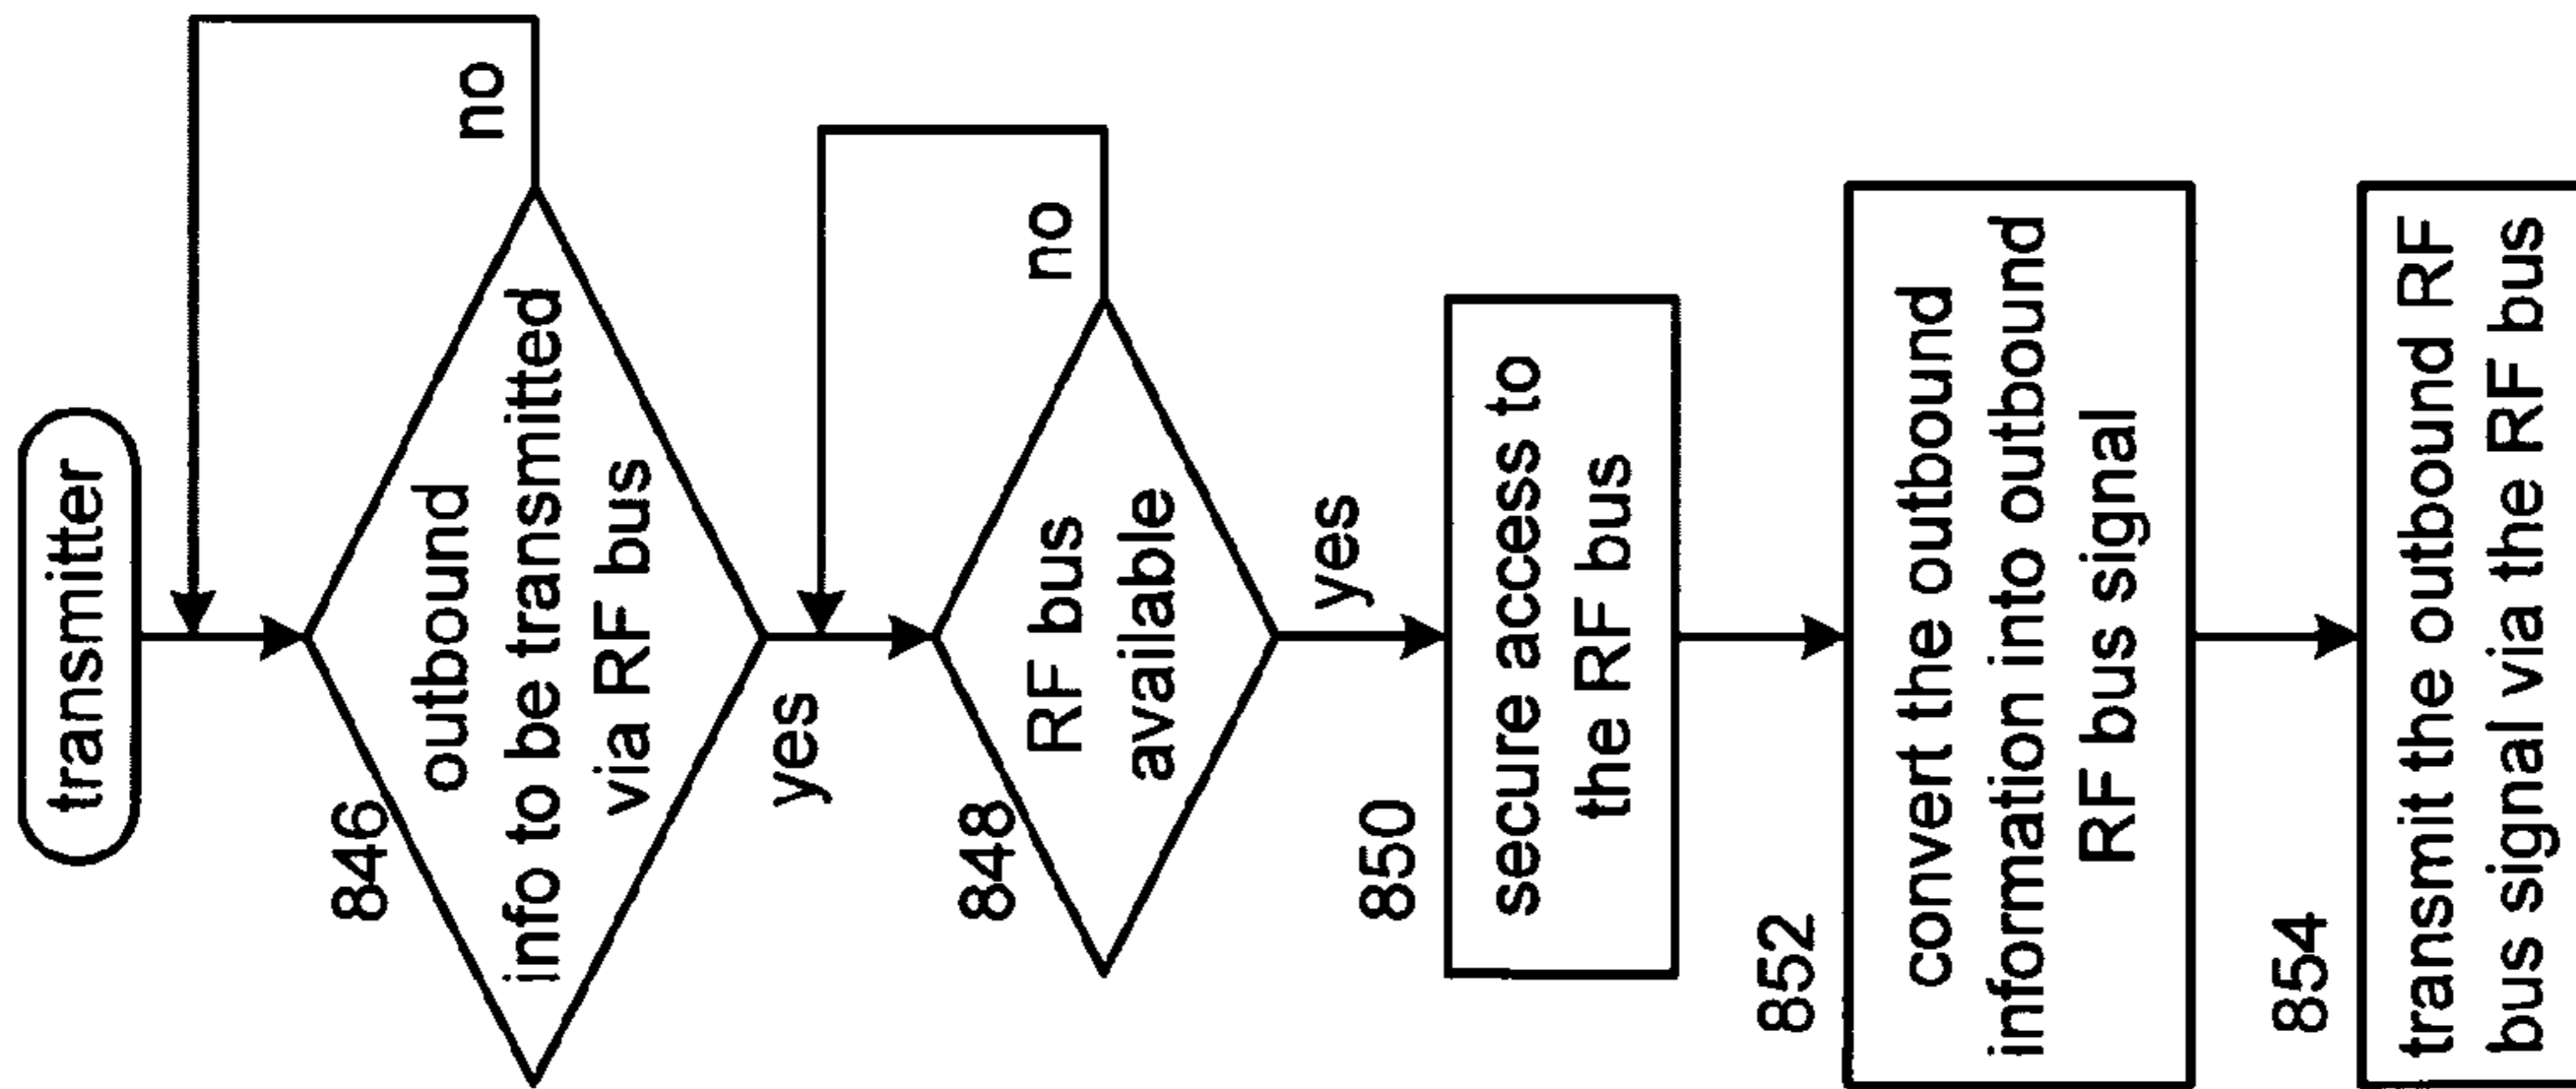 transmitter
no
846
outbound
info to be transmitted
via RF bus
yes
no
848
RF bus
available
yes
850
secure access to
the RF bus
852
convert the outbound
information into outbound
RF bus signal
854
transmit the outbound RF
bus signal via the RF bus